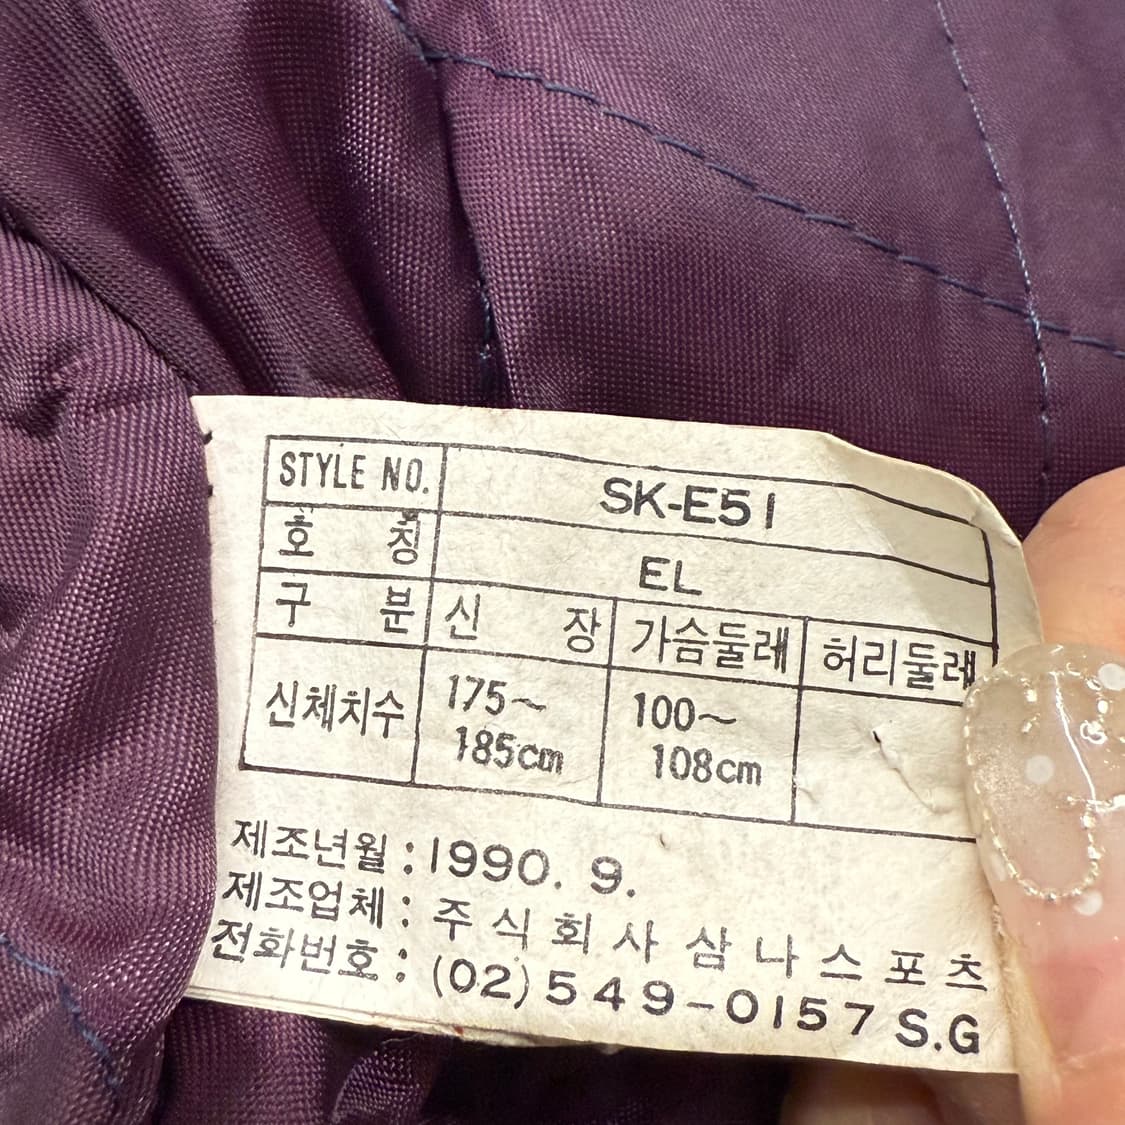 STYLE NO. SK-E51
호 칭 EL
구 분 신 장 가슴둘레 허리둘레
신체치수 175~ 100~
185cm 108cm
제조년월 : 1990. 9.
제조업체 : 주식회사 삼나스포츠
전화번호 : (02)549-0157 S.G